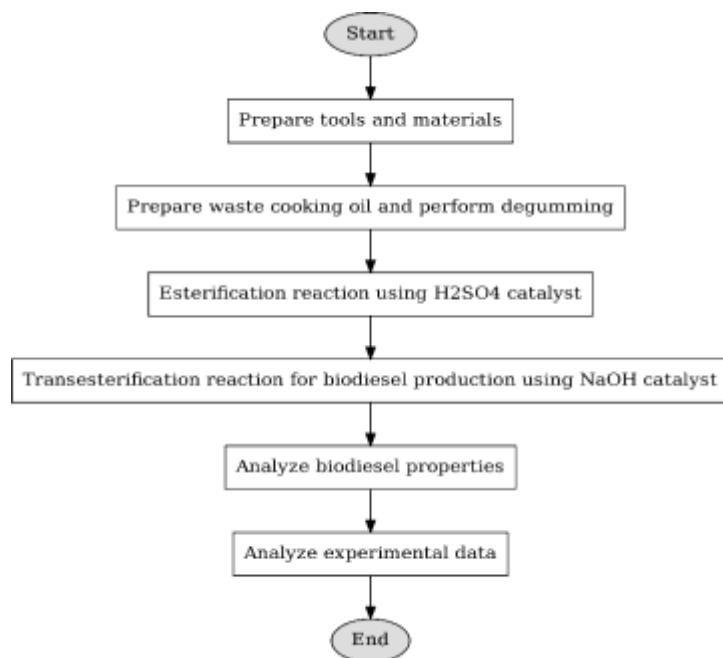 Start
Prepare tools and materials
Prepare waste cooking oil and perform degumming
Esterification reaction using H2SO4 catalyst
Transesterification reaction for biodiesel production using NaOH catalyst
Analyze biodiesel properties
Analyze experimental data
End